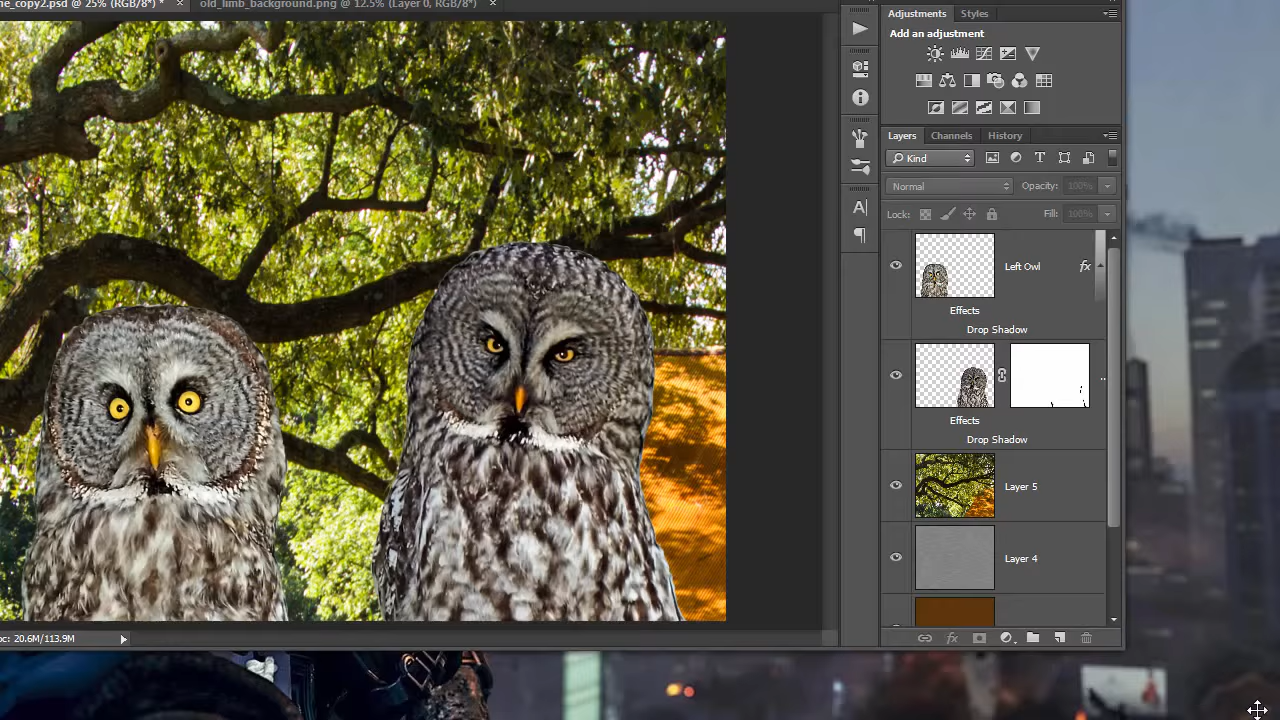 ne_copy2.psd @ 25% (RGB/8*) *
old_limb_background.png @ 12.5% (Layer 0, RGB/8*)
Adjustments
Styles
Add an adjustment
Layers
Channels
History
Kind
Normal
Opacity: 100%
Lock:
Fill: 100%
Left Owl
fx
Effects
Drop Shadow
Effects
Drop Shadow
Layer 5
Layer 4
oc: 20.6M/113.9M
fx